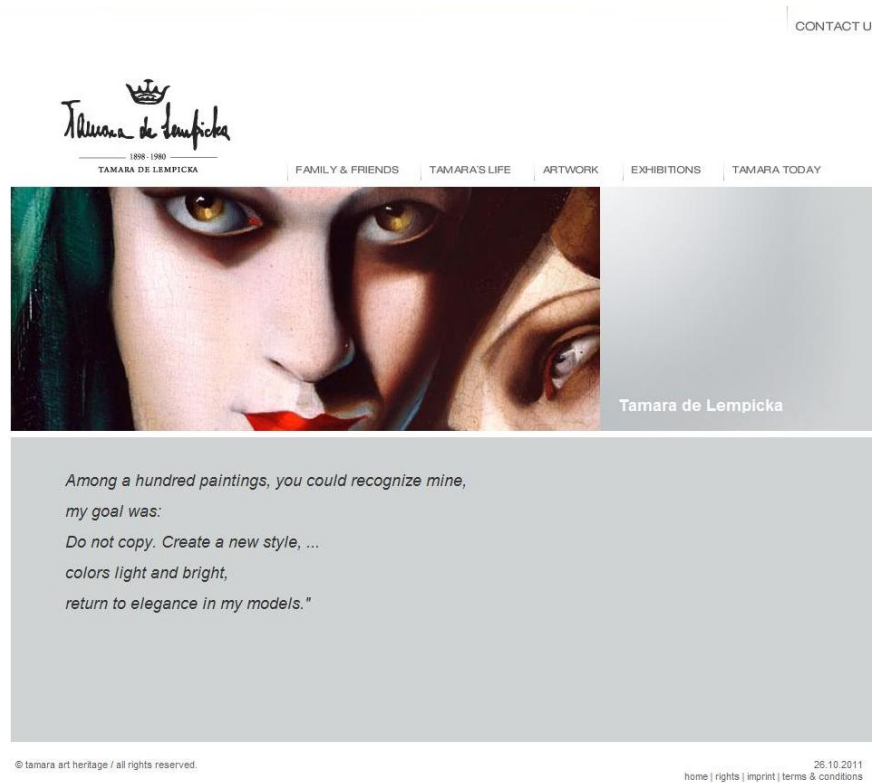 CONTACT U
Tamara de Lempicka
1898 - 1980
TAMARA DE LEMPICKA
FAMILY & FRIENDS
TAMARA'S LIFE
ARTWORK
EXHIBITIONS
TAMARA TODAY
Tamara de Lempicka
Among a hundred paintings, you could recognize mine,
my goal was:
Do not copy. Create a new style, ...
colors light and bright,
return to elegance in my models."
© tamara art heritage / all rights reserved.
26.10.2011
home | rights | imprint | terms & conditions